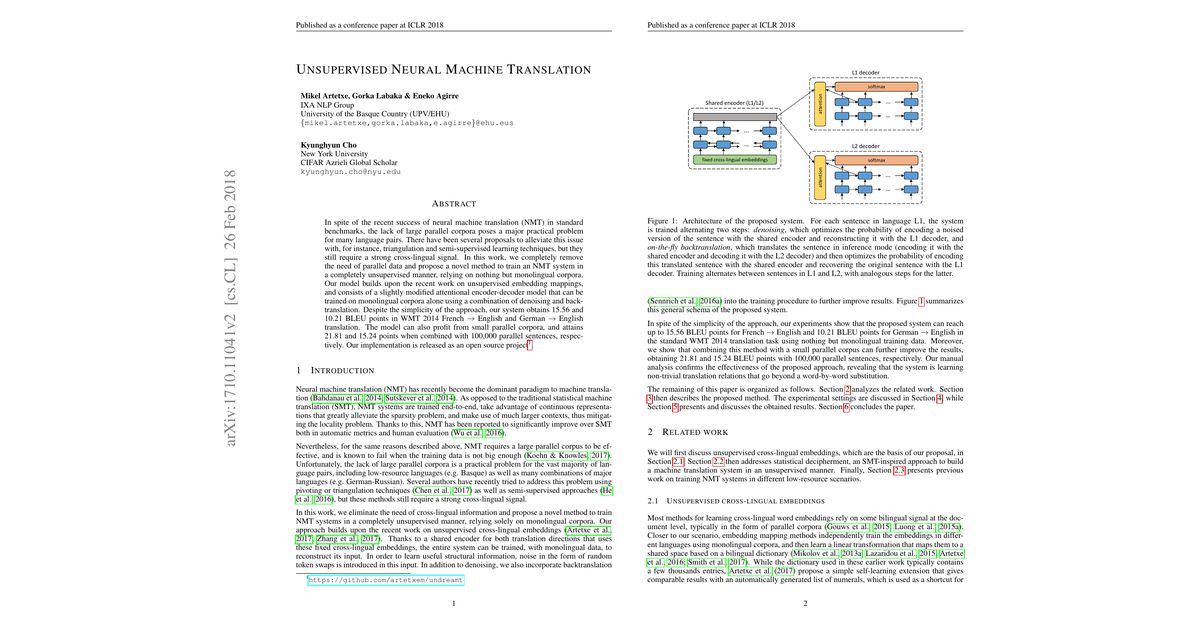 arXiv:1710.11041v2 [cs.CL] 26 Feb 2018
Published as a conference paper at ICLR 2018
UNSUPERVISED NEURAL MACHINE TRANSLATION
Mikel Artetxe, Gorka Labaka & Eneko Agirre
IXA NLP Group
University of the Basque Country (UPV/EHU)
{mikel.artetxe,gorka.labaka,e.agirre}@ehu.eus
Kyunghyun Cho
New York University
CIFAR Azrieli Global Scholar
kyunghyun.cho@nyu.edu
ABSTRACT
In spite of the recent success of neural machine translation (NMT) in standard
benchmarks, the lack of large parallel corpora poses a major practical problem
for many language pairs. There have been several proposals to alleviate this issue
with, for instance, triangulation and semi-supervised learning techniques, but they
still require a strong cross-lingual signal. In this work, we completely remove
the need of parallel data and propose a novel method to train an NMT system in
a completely unsupervised manner, relying on nothing but monolingual corpora.
Our model builds upon the recent work on unsupervised embedding mappings,
and consists of a slightly modified attentional encoder-decoder model that can be
trained on monolingual corpora alone using a combination of denoising and back-
translation. Despite the simplicity of the approach, our system obtains 15.56 and
10.21 BLEU points in WMT 2014 French → English and German → English
translation. The model can also profit from small parallel corpora, and attains
21.81 and 15.24 points when combined with 100,000 parallel sentences, respec-
tively. Our implementation is released as an open source project1.
1 INTRODUCTION
Neural machine translation (NMT) has recently become the dominant paradigm to machine transla-
tion (Bahdanau et al., 2014; Sutskever et al., 2014). As opposed to the traditional statistical machine
translation (SMT), NMT systems are trained end-to-end, take advantage of continuous representa-
tions that greatly alleviate the sparsity problem, and make use of much larger contexts, thus mitigat-
ing the locality problem. Thanks to this, NMT has been reported to significantly improve over SMT
both in automatic metrics and human evaluation (Wu et al., 2016).
Nevertheless, for the same reasons described above, NMT requires a large parallel corpus to be ef-
fective, and is known to fail when the training data is not big enough (Koehn & Knowles, 2017).
Unfortunately, the lack of large parallel corpora is a practical problem for the vast majority of lan-
guage pairs, including low-resource languages (e.g. Basque) as well as many combinations of major
languages (e.g. German-Russian). Several authors have recently tried to address this problem using
pivoting or triangulation techniques (Chen et al., 2017) as well as semi-supervised approaches (He
et al., 2016), but these methods still require a strong cross-lingual signal.
In this work, we eliminate the need of cross-lingual information and propose a novel method to train
NMT systems in a completely unsupervised manner, relying solely on monolingual corpora. Our
approach builds upon the recent work on unsupervised cross-lingual embeddings (Artetxe et al.,
2017; Zhang et al., 2017). Thanks to a shared encoder for both translation directions that uses
these fixed cross-lingual embeddings, the entire system can be trained, with monolingual data, to
reconstruct its input. In order to learn useful structural information, noise in the form of random
token swaps is introduced in this input. In addition to denoising, we also incorporate backtranslation
1https://github.com/artetxem/undreamt
1
Published as a conference paper at ICLR 2018
L1 decoder
softmax
attention
Shared encoder (L1/L2)
fixed cross-lingual embeddings
L2 decoder
softmax
attention
Figure 1: Architecture of the proposed system. For each sentence in language L1, the system
is trained alternating two steps: denoising, which optimizes the probability of encoding a noised
version of the sentence with the shared encoder and reconstructing it with the L1 decoder, and
on-the-fly backtranslation, which translates the sentence in inference mode (encoding it with the
shared encoder and decoding it with the L2 decoder) and then optimizes the probability of encoding
this translated sentence with the shared encoder and recovering the original sentence with the L1
decoder. Training alternates between sentences in L1 and L2, with analogous steps for the latter.
(Sennrich et al., 2016a) into the training procedure to further improve results. Figure 1 summarizes
this general schema of the proposed system.
In spite of the simplicity of the approach, our experiments show that the proposed system can reach
up to 15.56 BLEU points for French → English and 10.21 BLEU points for German → English in
the standard WMT 2014 translation task using nothing but monolingual training data. Moreover,
we show that combining this method with a small parallel corpus can further improve the results,
obtaining 21.81 and 15.24 BLEU points with 100,000 parallel sentences, respectively. Our manual
analysis confirms the effectiveness of the proposed approach, revealing that the system is learning
non-trivial translation relations that go beyond a word-by-word substitution.
The remaining of this paper is organized as follows. Section 2 analyzes the related work. Section
3 then describes the proposed method. The experimental settings are discussed in Section 4, while
Section 5 presents and discusses the obtained results. Section 6 concludes the paper.
2 RELATED WORK
We will first discuss unsupervised cross-lingual embeddings, which are the basis of our proposal, in
Section 2.1. Section 2.2 then addresses statistical decipherment, an SMT-inspired approach to build
a machine translation system in an unsupervised manner. Finally, Section 2.3 presents previous
work on training NMT systems in different low-resource scenarios.
2.1 UNSUPERVISED CROSS-LINGUAL EMBEDDINGS
Most methods for learning cross-lingual word embeddings rely on some bilingual signal at the doc-
ument level, typically in the form of parallel corpora (Gouws et al., 2015; Luong et al., 2015a).
Closer to our scenario, embedding mapping methods independently train the embeddings in differ-
ent languages using monolingual corpora, and then learn a linear transformation that maps them to a
shared space based on a bilingual dictionary (Mikolov et al., 2013a; Lazaridou et al., 2015; Artetxe
et al., 2016; Smith et al., 2017). While the dictionary used in these earlier work typically contains
a few thousands entries, Artetxe et al. (2017) propose a simple self-learning extension that gives
comparable results with an automatically generated list of numerals, which is used as a shortcut for
2